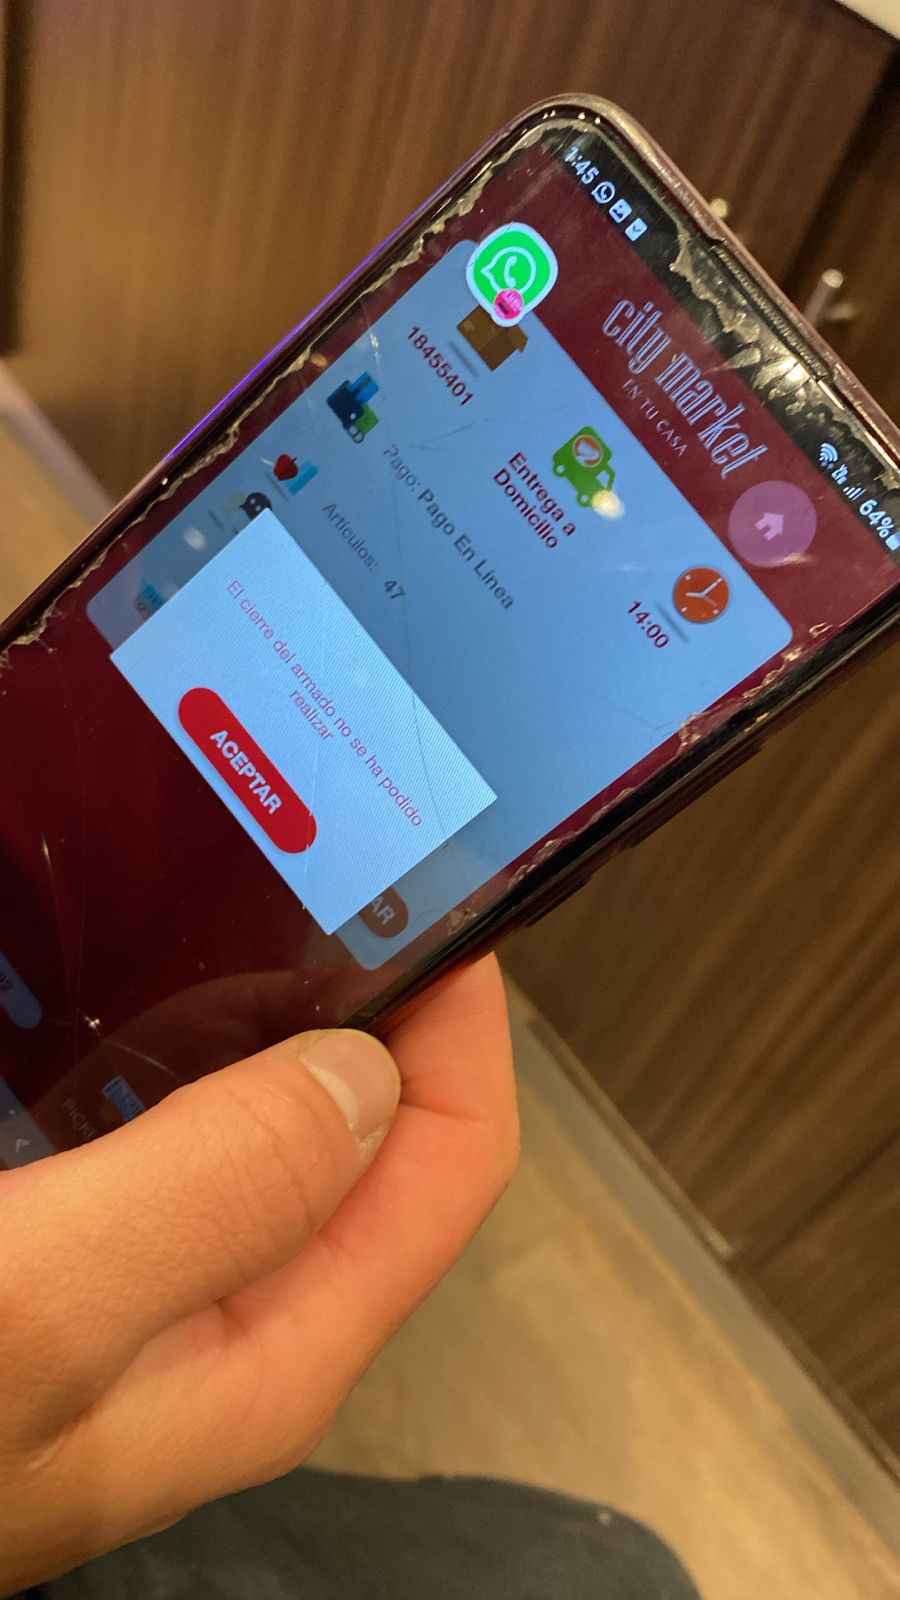 1:45
64%
city market
EN TU CASA
18455401
Entrega a
Domicilio
14:00
Pago: Pago En Línea
Artículos: 47
El cierre del armado no se ha podido
realizar
ACEPTAR
AR